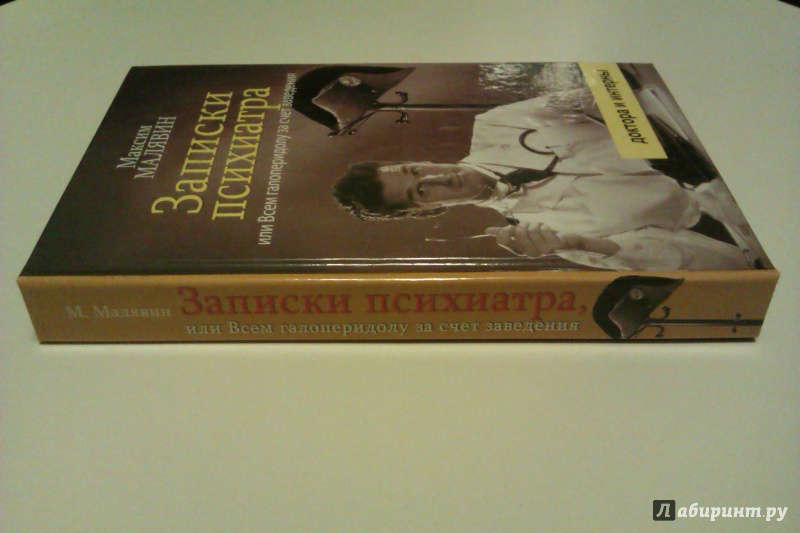 Максим
МАЛЯВИН
Записки
психиатра
или Всем галоперидолу за счет заведения
доктора и интерны
М. Малявин
Записки психиатра,
или Всем галоперидолу за счет заведения
Лабиринт.ру